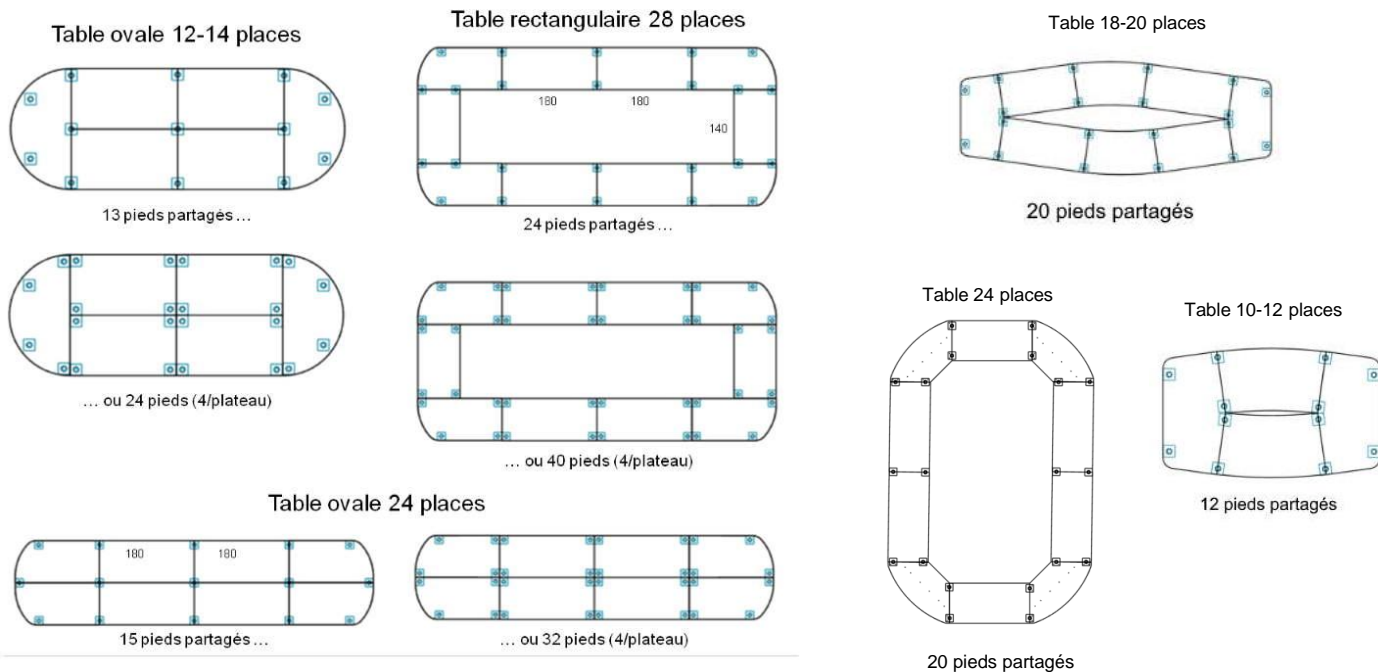 Table ovale 12-14 places
13 pieds partagés ...
... ou 24 pieds (4/plateau)
Table rectangulaire 28 places
180
180
140
24 pieds partagés ...
... ou 40 pieds (4/plateau)
Table ovale 24 places
180
180
15 pieds partagés ...
... ou 32 pieds (4/plateau)
Table 18-20 places
20 pieds partagés
Table 24 places
20 pieds partagés
Table 10-12 places
12 pieds partagés